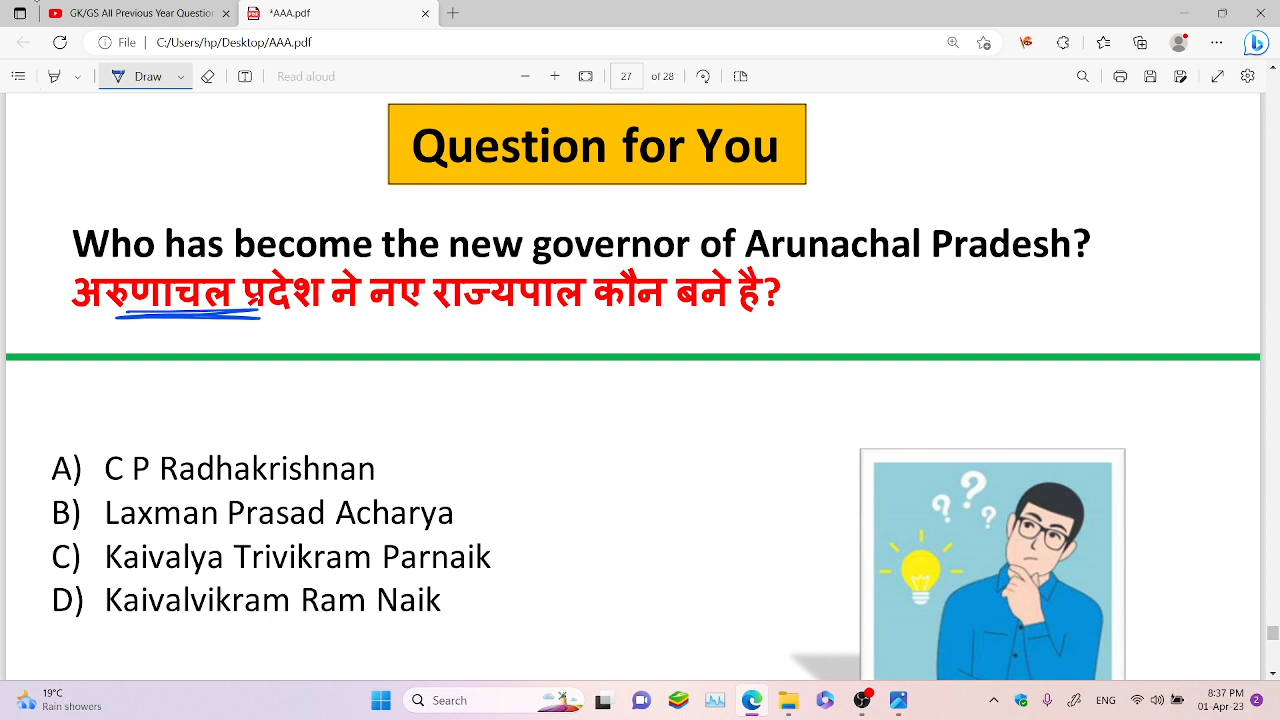 GK/GS All Previous Year Question
*AAA.pdf
File C:/Users/hp/Desktop/AAA.pdf
Draw Read aloud 27 of 28
Question for You
Who has become the new governor of Arunachal Pradesh?
अरुणाचल प्रदेश ने नए राज्यपाल कौन बने है?
A) C P Radhakrishnan
B) Laxman Prasad Acharya
C) Kaivalya Trivikram Parnaik
D) Kaivalvikram Ram Naik
19°C
Rain showers
Search
ENG
8:37 PM
01-Apr-23
2